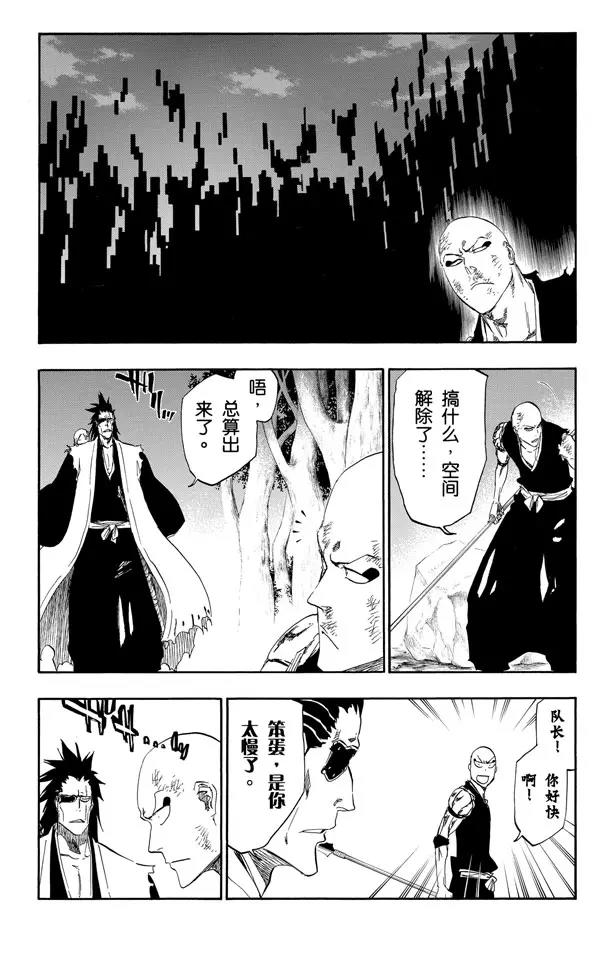 搞什么，空间
解除了……
唔，
总算出
来了。
队长！
你好快
啊！
笨蛋，是你
太慢了。